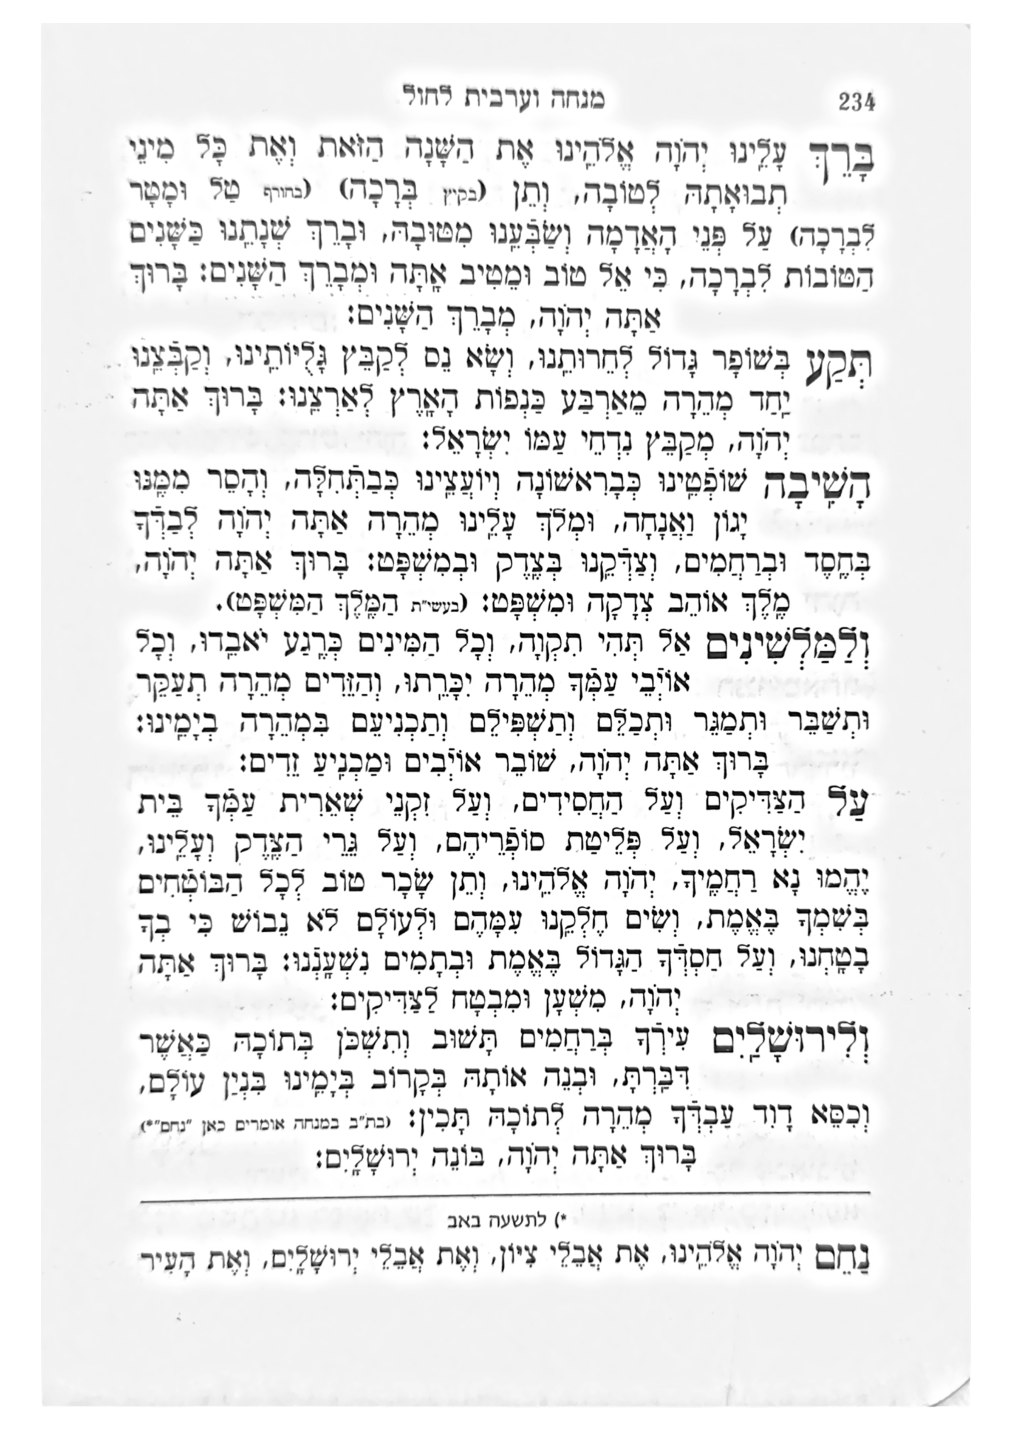 234 מנחה וערבית לחול
בָּרֵךְ עָלֵֽינוּ יְהֹוָה אֱלֹהֵֽינוּ אֶת הַשָּׁנָה הַזֹּאת וְאֶת כָּל מִינֵי
תְבוּאָתָהּ לְטוֹבָה, וְתֵן (בקיץ בְּרָכָה) (בחורף טַל וּמָטָר
לִבְרָכָה) עַל פְּנֵי הָאֲדָמָה וְשַׂבְּעֵֽנוּ מִטּוּבָהּ, וּבָרֵךְ שְׁנָתֵֽנוּ כַּשָּׁנִים
הַטּוֹבוֹת לִבְרָכָה, כִּי אֵל טוֹב וּמֵטִיב אָֽתָּה וּמְבָרֵךְ הַשָּׁנִים: בָּרוּךְ
אַתָּה יְהֹוָה, מְבָרֵךְ הַשָּׁנִים:
תְּקַע בְּשׁוֹפָר גָּדוֹל לְחֵרוּתֵֽנוּ, וְשָׂא נֵס לְקַבֵּץ גָּלֻיּוֹתֵֽינוּ, וְקַבְּצֵֽנוּ
יַֽחַד מְהֵרָה מֵאַרְבַּע כַּנְפוֹת הָאָֽרֶץ לְאַרְצֵֽנוּ: בָּרוּךְ אַתָּה
יְהֹוָה, מְקַבֵּץ נִדְחֵי עַמּוֹ יִשְׂרָאֵל:
הָשִֽׁיבָה שׁוֹפְטֵֽינוּ כְּבָרִאשׁוֹנָה וְיוֹעֲצֵֽינוּ כְּבַתְּחִלָּה, וְהָסֵר מִמֶּֽנּוּ
יָגוֹן וַאֲנָחָה, וּמְלֹךְ עָלֵֽינוּ מְהֵרָה אַתָּה יְהֹוָה לְבַדְּךָ
בְּחֶֽסֶד וּבְרַחֲמִים, וְצַדְּקֵֽנוּ בְּצֶֽדֶק וּבְמִשְׁפָּט: בָּרוּךְ אַתָּה יְהֹוָה,
מֶֽלֶךְ אוֹהֵב צְדָקָה וּמִשְׁפָּט: (בעשי״ת הַמֶּֽלֶךְ הַמִּשְׁפָּט).
וְלַמַּלְשִׁינִים אַל תְּהִי תִקְוָה, וְכָל הַמִּינִים כְּרֶֽגַע יֹאבֵֽדוּ, וְכָל
אוֹיְבֵי עַמְּךָ מְהֵרָה יִכָּרֵֽתוּ, וְהַזֵּדִים מְהֵרָה תְעַקֵּר
וּתְשַׁבֵּר וּתְמַגֵּר וּתְכַלֵּם וְתַשְׁפִּילֵם וְתַכְנִיעֵם בִּמְהֵרָה בְיָמֵֽינוּ:
בָּרוּךְ אַתָּה יְהֹוָה, שׁוֹבֵר אוֹיְבִים וּמַכְנִֽיעַ זֵדִים:
עַל הַצַּדִּיקִים וְעַל הַחֲסִידִים, וְעַל זִקְנֵי שְׁאֵרִית עַמְּךָ בֵּית
יִשְׂרָאֵל, וְעַל פְּלֵיטַת סוֹפְרֵיהֶם, וְעַל גֵּרֵי הַצֶּֽדֶק וְעָלֵֽינוּ,
יֶהֱמוּ נָא רַחֲמֶֽיךָ, יְהֹוָה אֱלֹהֵֽינוּ, וְתֵן שָׂכָר טוֹב לְכָל הַבּוֹטְחִים
בְּשִׁמְךָ בֶּאֱמֶת, וְשִׂים חֶלְקֵֽנוּ עִמָּהֶם וּלְעוֹלָם לֹא נֵבוֹשׁ כִּי בְךָ
בָטָֽחְנוּ, וְעַל חַסְדְּךָ הַגָּדוֹל בֶּאֱמֶת וּבְתָמִים נִשְׁעָֽנְנוּ: בָּרוּךְ אַתָּה
יְהֹוָה, מִשְׁעָן וּמִבְטָח לַצַּדִּיקִים:
וְלִירוּשָׁלַֽיִם עִירְךָ בְּרַחֲמִים תָּשׁוּב וְתִשְׁכֹּן בְּתוֹכָהּ כַּאֲשֶׁר
דִּבַּֽרְתָּ, וּבְנֵה אוֹתָהּ בְּקָרוֹב בְּיָמֵֽינוּ בִּנְיַן עוֹלָם,
וְכִסֵּא דָוִד עַבְדְּךָ מְהֵרָה לְתוֹכָהּ תָּכִין: (בת״ב במנחה אומרים כאן ״נחם״*)
בָּרוּךְ אַתָּה יְהֹוָה, בּוֹנֵה יְרוּשָׁלָֽיִם:
*) לתשעה באב
נַחֵם יְהֹוָה אֱלֹהֵֽינוּ, אֶת אֲבֵלֵי צִיּוֹן, וְאֶת אֲבֵלֵי יְרוּשָׁלָֽיִם, וְאֶת הָעִיר